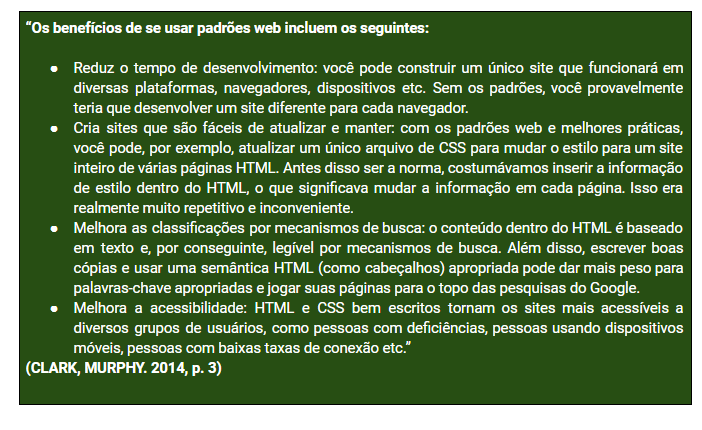 “Os benefícios de se usar padrões web incluem os seguintes:
● Reduz o tempo de desenvolvimento: você pode construir um único site que funcionará em
diversas plataformas, navegadores, dispositivos etc. Sem os padrões, você provavelmente
teria que desenvolver um site diferente para cada navegador.
● Cria sites que são fáceis de atualizar e manter: com os padrões web e melhores práticas,
você pode, por exemplo, atualizar um único arquivo de CSS para mudar o estilo para um site
inteiro de várias páginas HTML. Antes disso ser a norma, costumávamos inserir a informação
de estilo dentro do HTML, o que significava mudar a informação em cada página. Isso era
realmente muito repetitivo e inconveniente.
● Melhora as classificações por mecanismos de busca: o conteúdo dentro do HTML é baseado
em texto e, por conseguinte, legível por mecanismos de busca. Além disso, escrever boas
cópias e usar uma semântica HTML (como cabeçalhos) apropriada pode dar mais peso para
palavras-chave apropriadas e jogar suas páginas para o topo das pesquisas do Google.
● Melhora a acessibilidade: HTML e CSS bem escritos tornam os sites mais acessíveis a
diversos grupos de usuários, como pessoas com deficiências, pessoas usando dispositivos
móveis, pessoas com baixas taxas de conexão etc.”
(CLARK, MURPHY. 2014, p. 3)